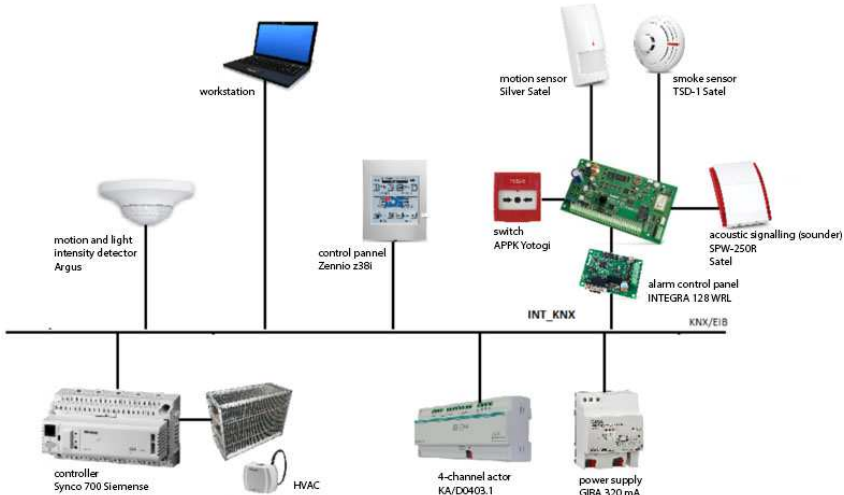 workstation
motion sensor
Silver Satel
smoke sensor
TSD-1 Satel
motion and light
intensity detector
Argus
control pannel
Zennio z38i
switch
APPK Yotogi
acoustic signalling (sounder)
SPW-250R
Satel
alarm control panel
INTEGRA 128 WRL
INT_KNX
KNX/EIB
controller
Synco 700 Siemense
HVAC
4-channel actor
KA/D0403.1
power supply
GIRA 320 mA